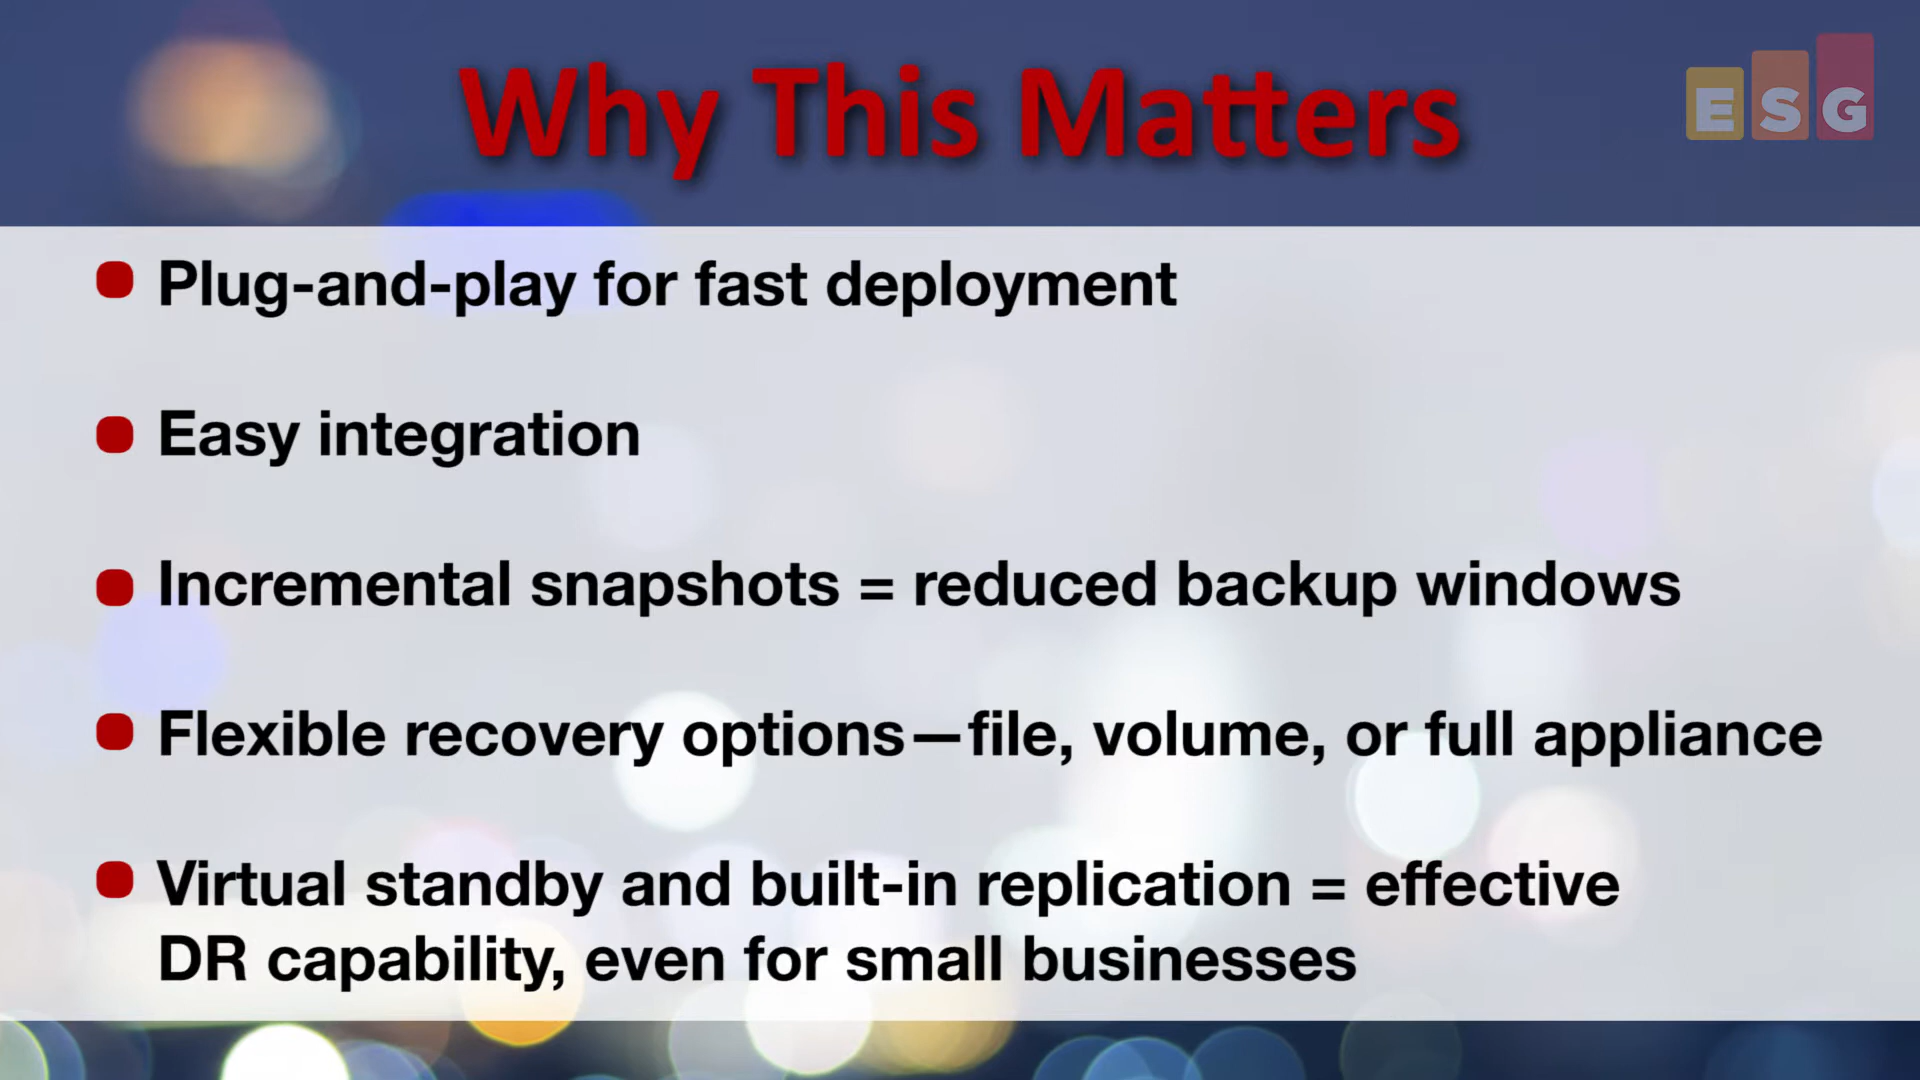 Why This Matters
ESG
Plug-and-play for fast deployment
Easy integration
Incremental snapshots = reduced backup windows
Flexible recovery options—file, volume, or full appliance
Virtual standby and built-in replication = effective
DR capability, even for small businesses